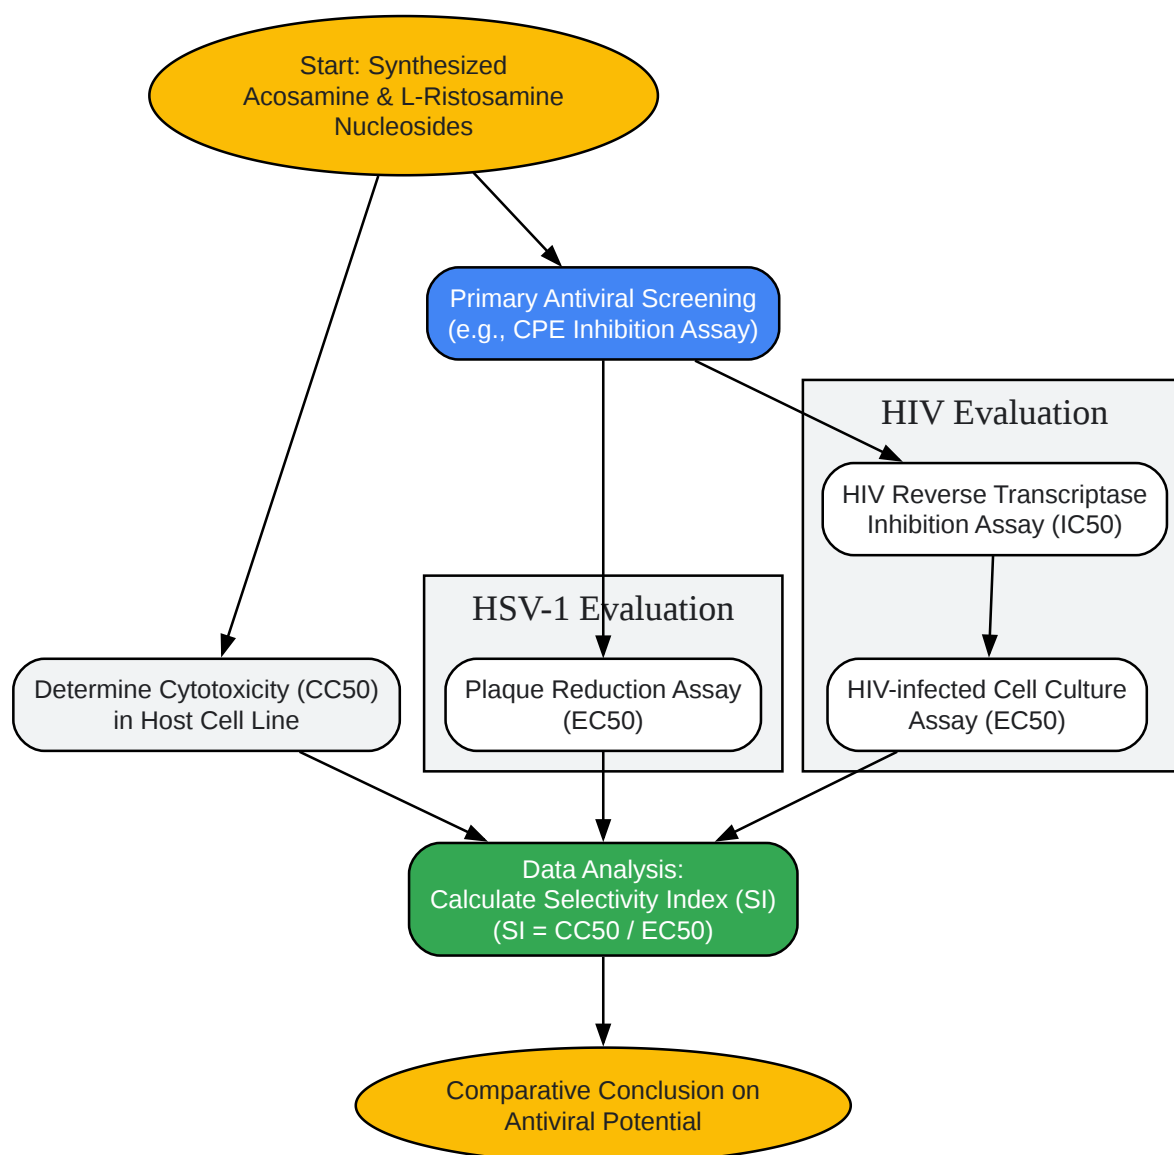 Start: Synthesized
Acosamine & L-Ristosamine
Nucleosides
Primary Antiviral Screening
(e.g., CPE Inhibition Assay)
HIV Evaluation
HIV Reverse Transcriptase
Inhibition Assay (IC50)
HSV-1 Evaluation
Determine Cytotoxicity (CC50)
in Host Cell Line
Plaque Reduction Assay
(EC50)
HIV-infected Cell Culture
Assay (EC50)
Data Analysis:
Calculate Selectivity Index (SI)
(SI = CC50 / EC50)
Comparative Conclusion on
Antiviral Potential